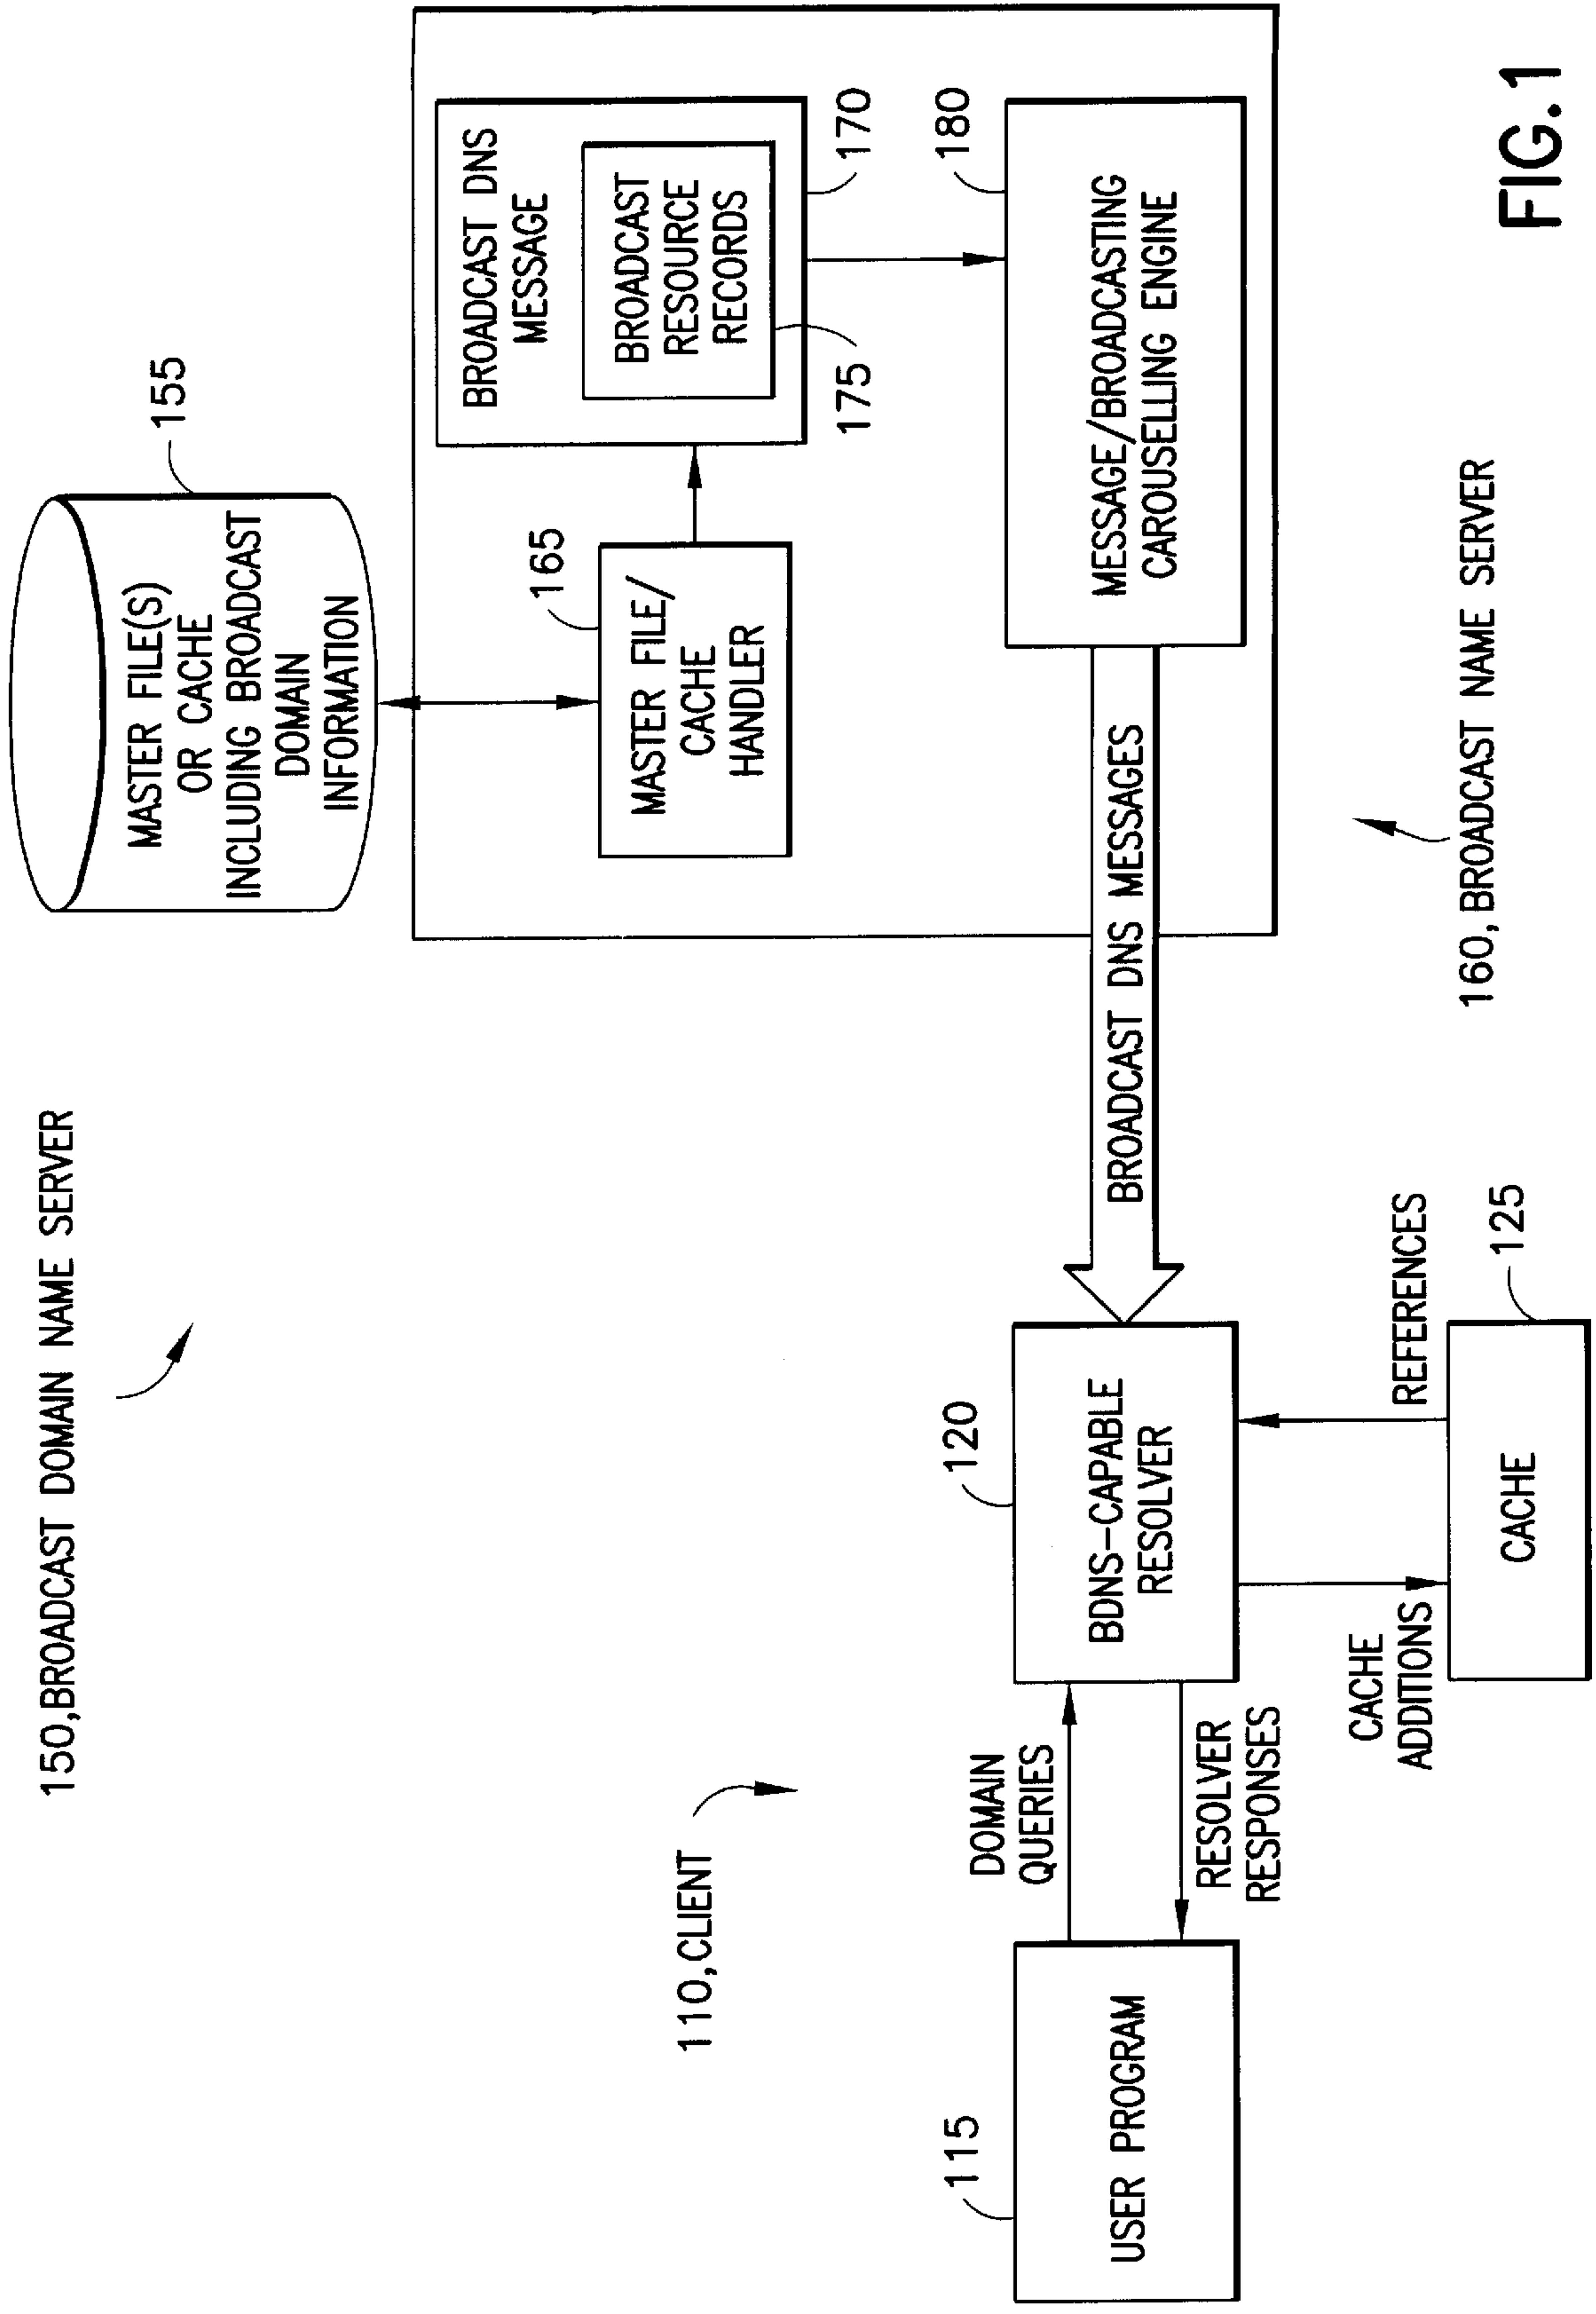 150,BROADCAST DOMAIN NAME SERVER
155
MASTER FILE(S)
OR CACHE
INCLUDING BROADCAST
DOMAIN
INFORMATION
110,CLIENT
165
MASTER FILE/
CACHE
HANDLER
BROADCAST DNS
MESSAGE
BROADCAST
RESOURCE
RECORDS
175
170
115
USER PROGRAM
DOMAIN
QUERIES
RESOLVER
RESPONSES
120
BDNS-CAPABLE
RESOLVER
BROADCAST DNS MESSAGES
180
MESSAGE/BROADCASTING
CAROUSELLING ENGINE
CACHE
ADDITIONS
REFERENCES
125
CACHE
160,BROADCAST NAME SERVER
FIG.1